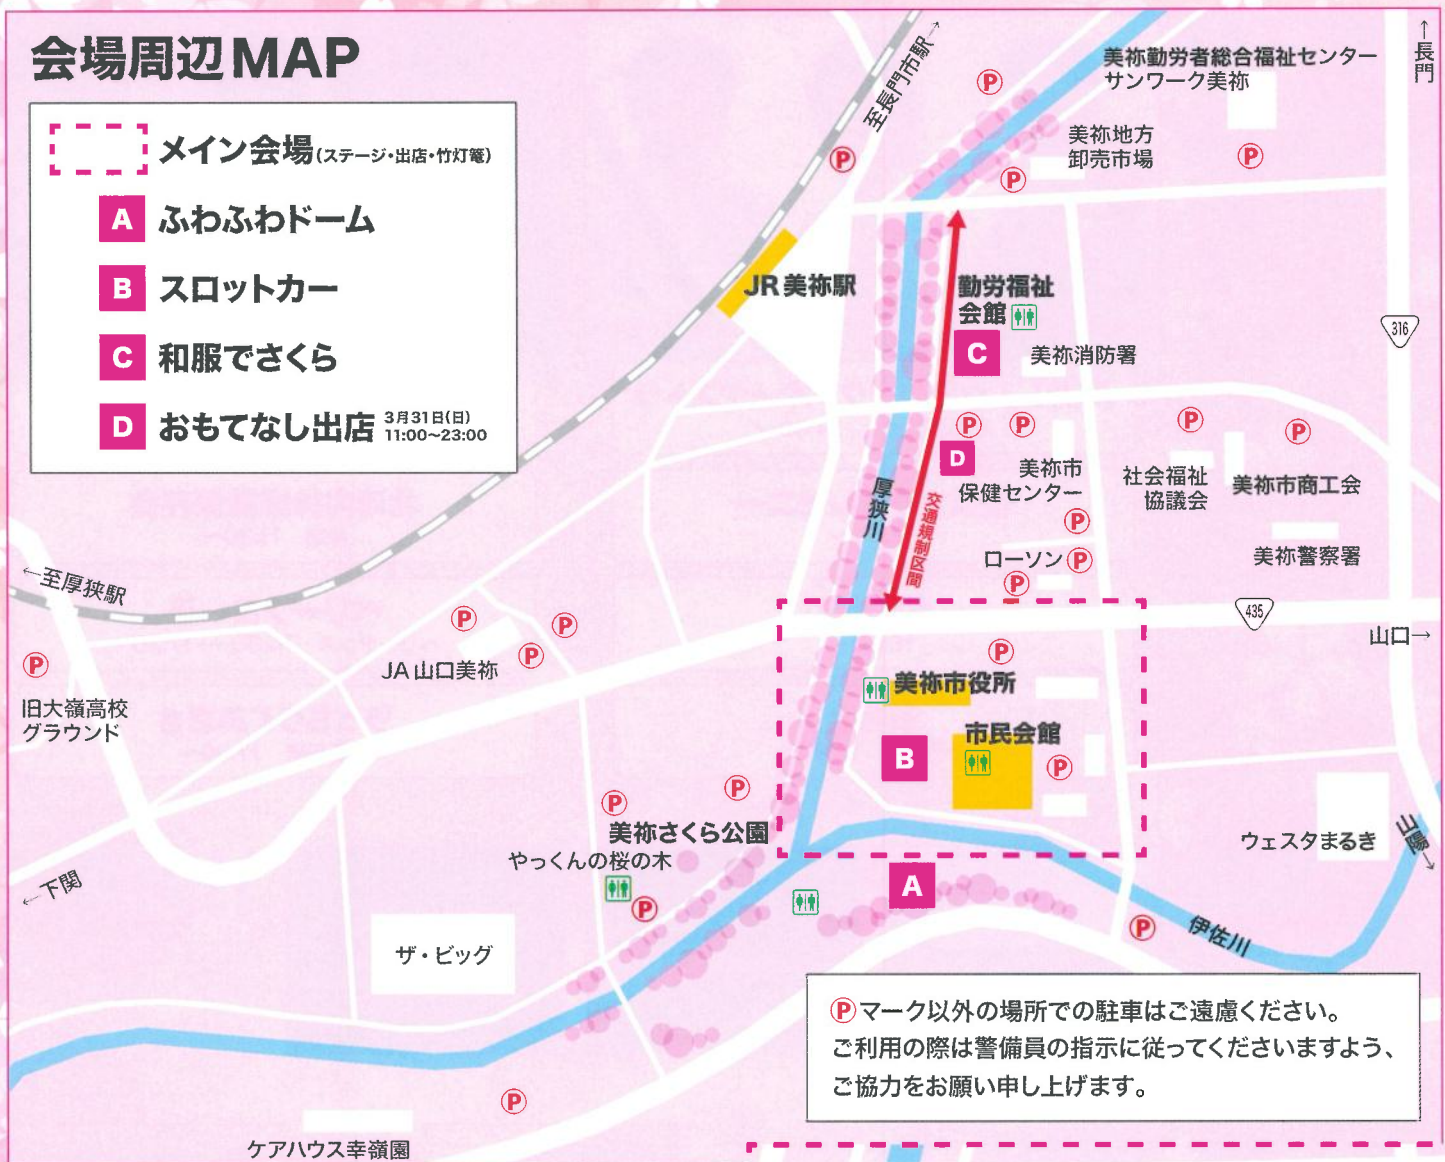 会場周辺MAP
メイン会場(ステージ・出店・竹灯篭)
A ふわふわドーム
B スロットカー
C 和服でさくら
D おもてなし出店 3月31日(日)
11:00~23:00
至長門市駅→
P
美祢勤労者総合福祉センター
サンワーク美祢
←長門
美祢地方
卸売市場
P
P
P
JR美祢駅
勤労福祉
会館
C
美祢消防署
316
P
P
P
P
D
美祢市
保健センター
社会福祉
協議会
美祢市商工会
厚狭川
交通規制区間
P
ローソン
P
P
美祢警察署
←至厚狭駅
435
山口→
P
P
P
P
JA山口美祢
旧大嶺高校
グラウンド
P
美祢市役所
市民会館
B
P
P
P
美祢さくら公園
やっくんの桜の木
P
A
ウェスタまるき
山陽→
←下関
ザ・ビッグ
P
伊佐川
Pマーク以外の場所での駐車はご遠慮ください。
ご利用の際は警備員の指示に従ってくださいますよう、
ご協力をお願い申し上げます。
P
ケアハウス幸嶺園